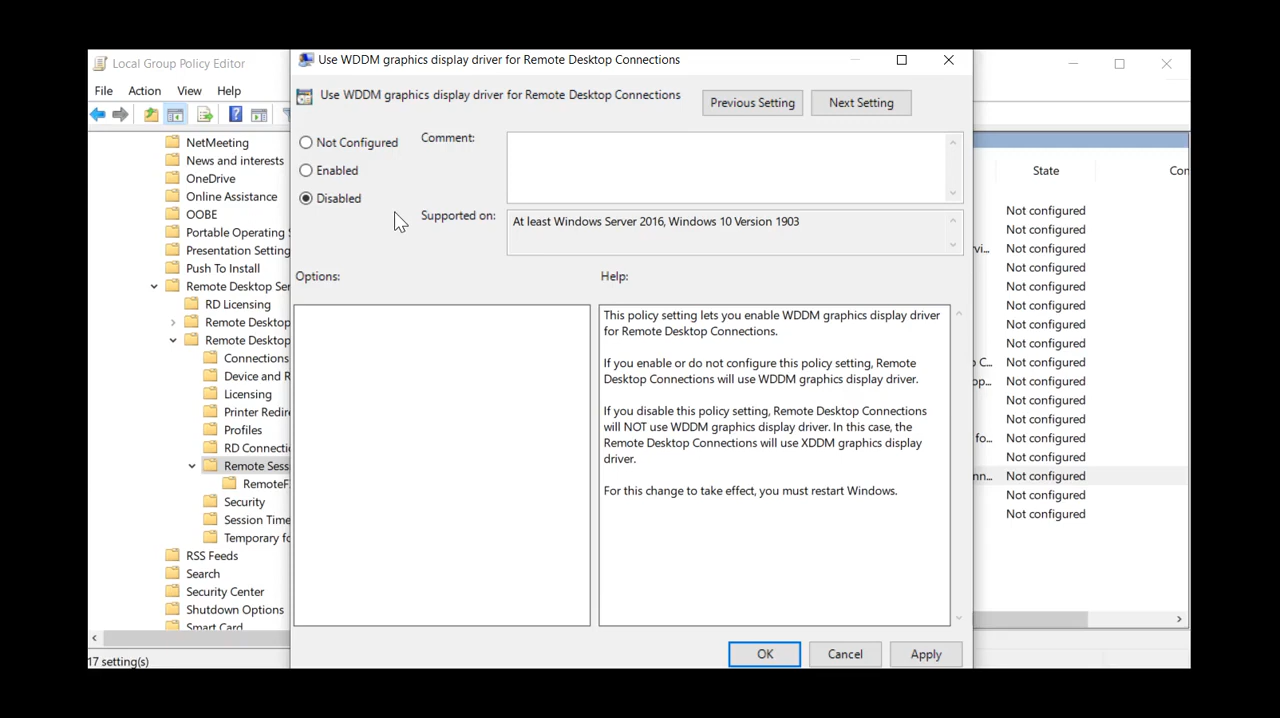 Local Group Policy Editor
File Action View Help
NetMeeting
News and interests
OneDrive
Online Assistance
OOBE
Portable Operating S
Presentation Setting
Push To Install
Remote Desktop Ser
RD Licensing
Remote Desktop
Remote Desktop
Connections
Device and R
Licensing
Printer Redire
Profiles
RD Connecti
Remote Sess
RemoteF
Security
Session Time
Temporary fo
RSS Feeds
Search
Security Center
Shutdown Options
Smart Card
17 setting(s)
Use WDDM graphics display driver for Remote Desktop Connections
Use WDDM graphics display driver for Remote Desktop Connections
Previous Setting
Next Setting
Not Configured
Enabled
Disabled
Comment:
Supported on:
At least Windows Server 2016, Windows 10 Version 1903
Options:
Help:
This policy setting lets you enable WDDM graphics display driver
for Remote Desktop Connections.
If you enable or do not configure this policy setting, Remote
Desktop Connections will use WDDM graphics display driver.
If you disable this policy setting, Remote Desktop Connections
will NOT use WDDM graphics display driver. In this case, the
Remote Desktop Connections will use XDDM graphics display
driver.
For this change to take effect, you must restart Windows.
OK
Cancel
Apply
State Con
Not configured
Not configured
vi... Not configured
Not configured
Not configured
Not configured
Not configured
Not configured
C... Not configured
op... Not configured
Not configured
Not configured
fo... Not configured
Not configured
nn... Not configured
Not configured
Not configured